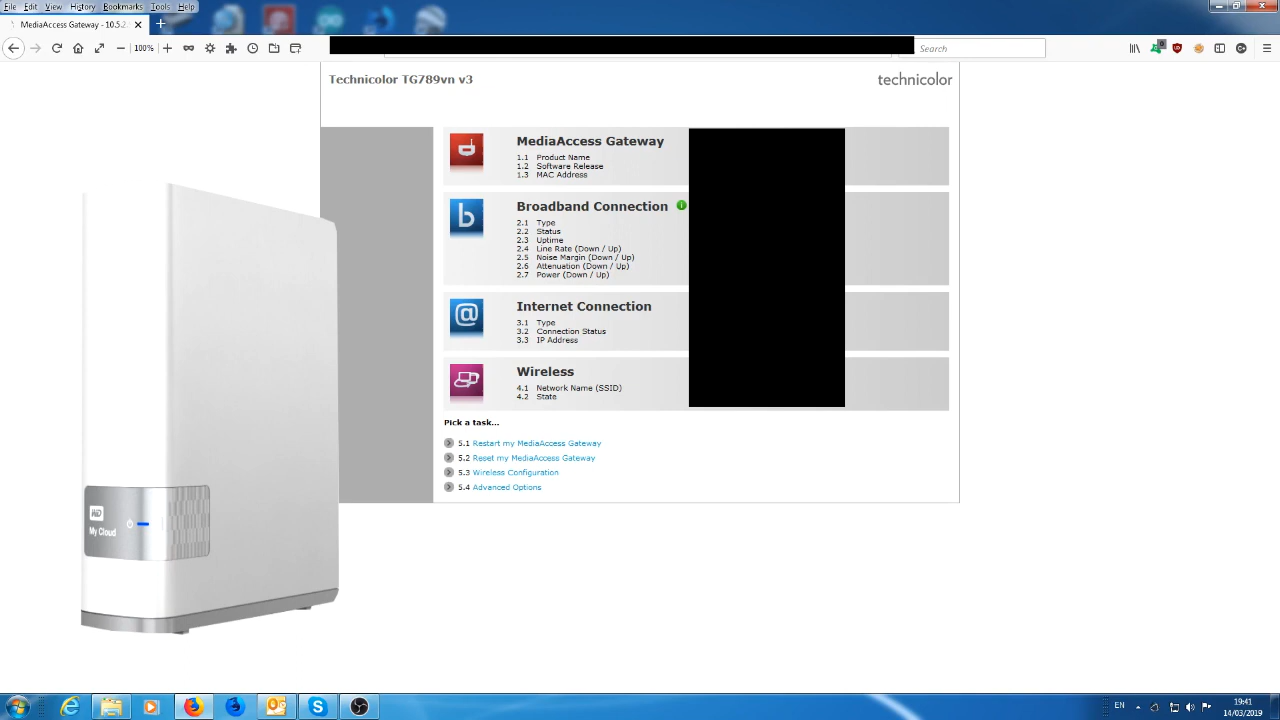 File Edit View History Bookmarks Tools Help
MediaAccess Gateway - 10.5.2
100%
Search
Technicolor TG789vn v3
technicolor
MediaAccess Gateway
1.1 Product Name
1.2 Software Release
1.3 MAC Address
Broadband Connection
2.1 Type
2.2 Status
2.3 Uptime
2.4 Line Rate (Down / Up)
2.5 Noise Margin (Down / Up)
2.6 Attenuation (Down / Up)
2.7 Power (Down / Up)
Internet Connection
3.1 Type
3.2 Connection Status
3.3 IP Address
Wireless
4.1 Network Name (SSID)
4.2 State
Pick a task...
5.1 Restart my MediaAccess Gateway
5.2 Reset my MediaAccess Gateway
5.3 Wireless Configuration
5.4 Advanced Options
WD
My Cloud
EN
19:41
14/03/2019